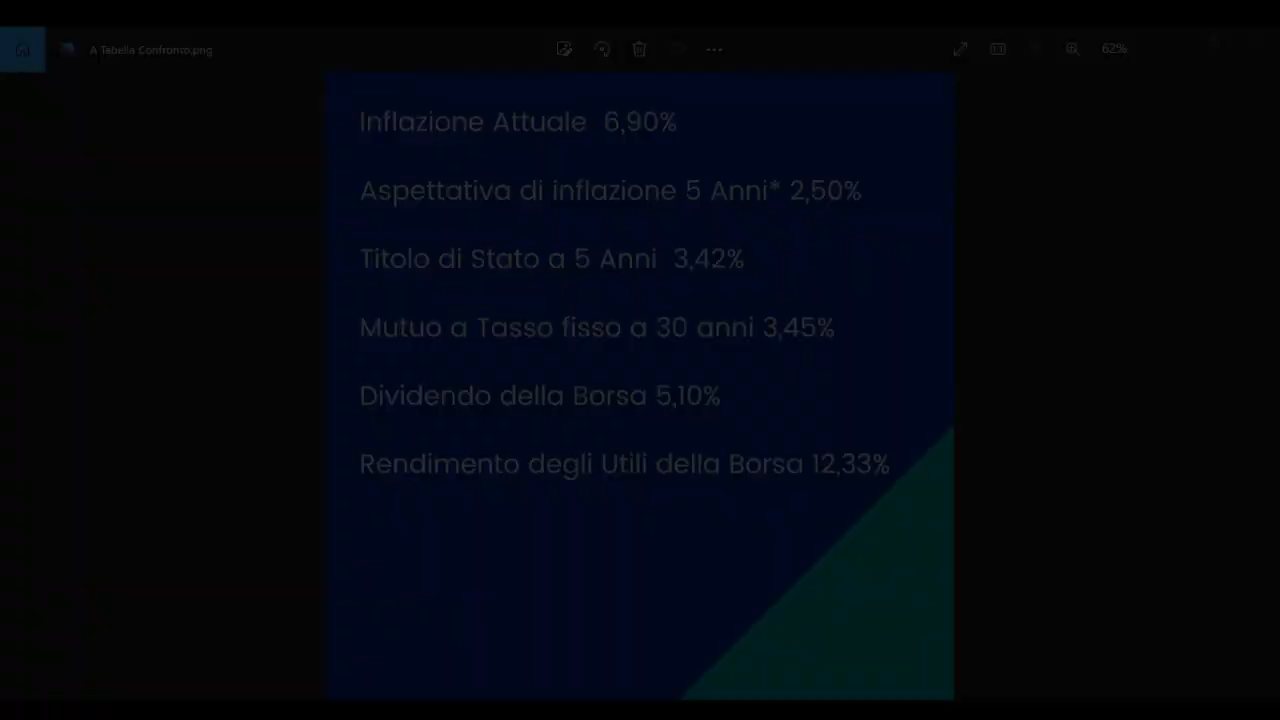 A Tabella Confronto.png
62%
Inflazione Attuale 6,90%
Aspettativa di inflazione 5 Anni* 2,50%
Titolo di Stato a 5 Anni 3,42%
Mutuo a Tasso fisso a 30 anni 3,45%
Dividendo della Borsa 5,10%
Rendimento degli Utili della Borsa 12,33%